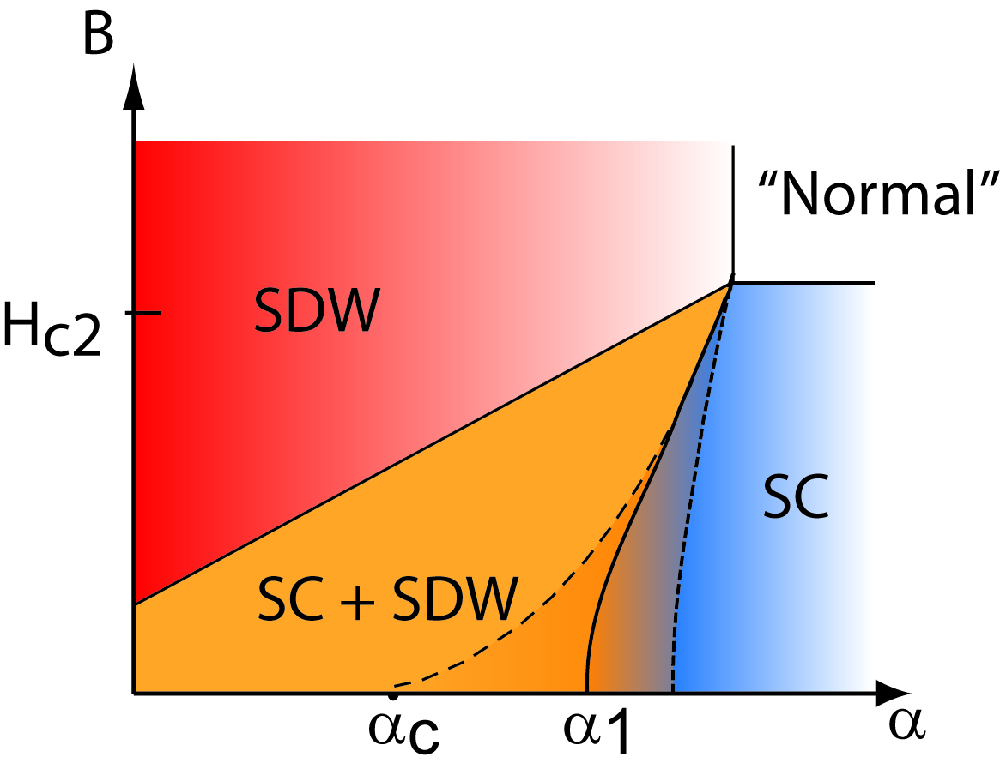 B
“Normal”
SDW
Hc2
SC
SC + SDW
αc
α1
α